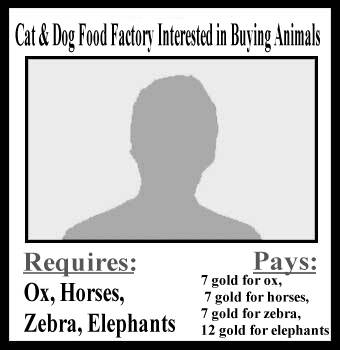 Cat & Dog Food Factory Interested in Buying Animals
Requires:
Ox, Horses,
Zebra, Elephants
Pays:
7 gold for ox,
7 gold for horses,
7 gold for zebra,
12 gold for elephants